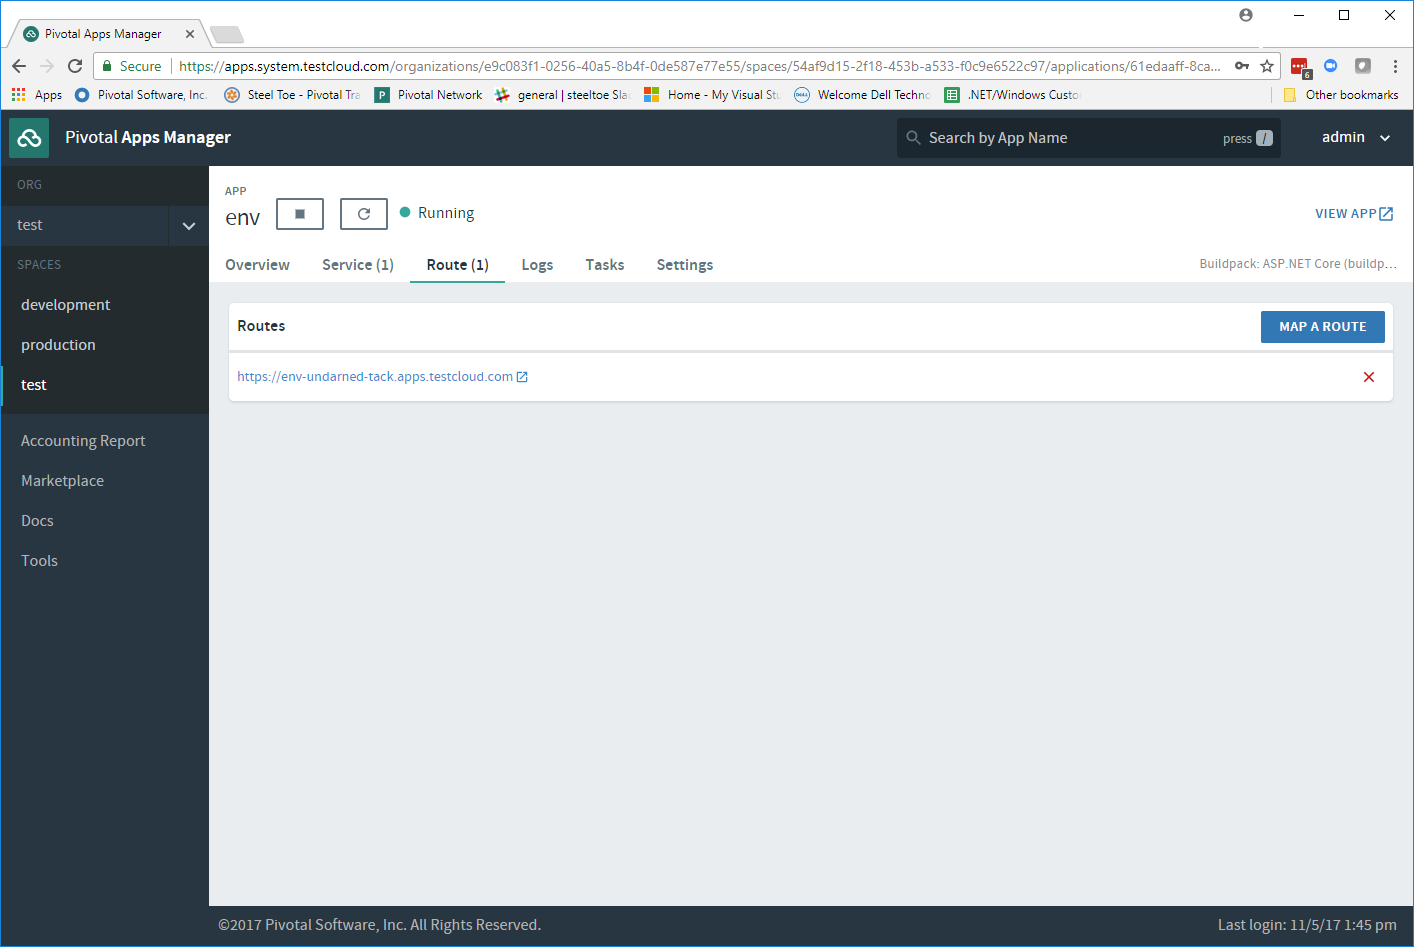 Pivotal Apps Manager
Secure
https://apps.system.testcloud.com/organizations/e9c083f1-0256-40a5-8b4f-0de587e77e55/spaces/54af9d15-2f18-453b-a533-f0c9e6522c97/applications/61edaaff-8ca...
6
Apps
Pivotal Software, Inc.
Steel Toe - Pivotal Tra
P
Pivotal Network
general | steeltoe Sla
Home - My Visual Stu
DELL
Welcome Dell Techno
.NET/Windows Custo
Other bookmarks
Pivotal Apps Manager
Search by App Name
press /
admin
ORG
test
SPACES
development
production
test
Accounting Report
Marketplace
Docs
Tools
APP
env
Running
VIEW APP
Overview
Service (1)
Route (1)
Logs
Tasks
Settings
Buildpack: ASP.NET Core (buildp...
Routes
MAP A ROUTE
https://env-undarned-tack.apps.testcloud.com
©2017 Pivotal Software, Inc. All Rights Reserved.
Last login: 11/5/17 1:45 pm